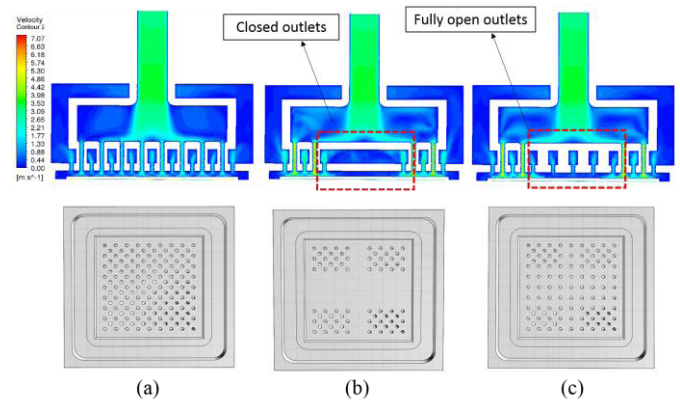 Velocity
Contour 2
7.07
6.63
6.18
5.74
5.30
4.86
4.42
3.98
3.53
3.09
2.65
2.21
1.77
1.33
0.88
0.44
0.00
[m s^-1]
Closed outlets
Fully open outlets
(a)
(b)
(c)